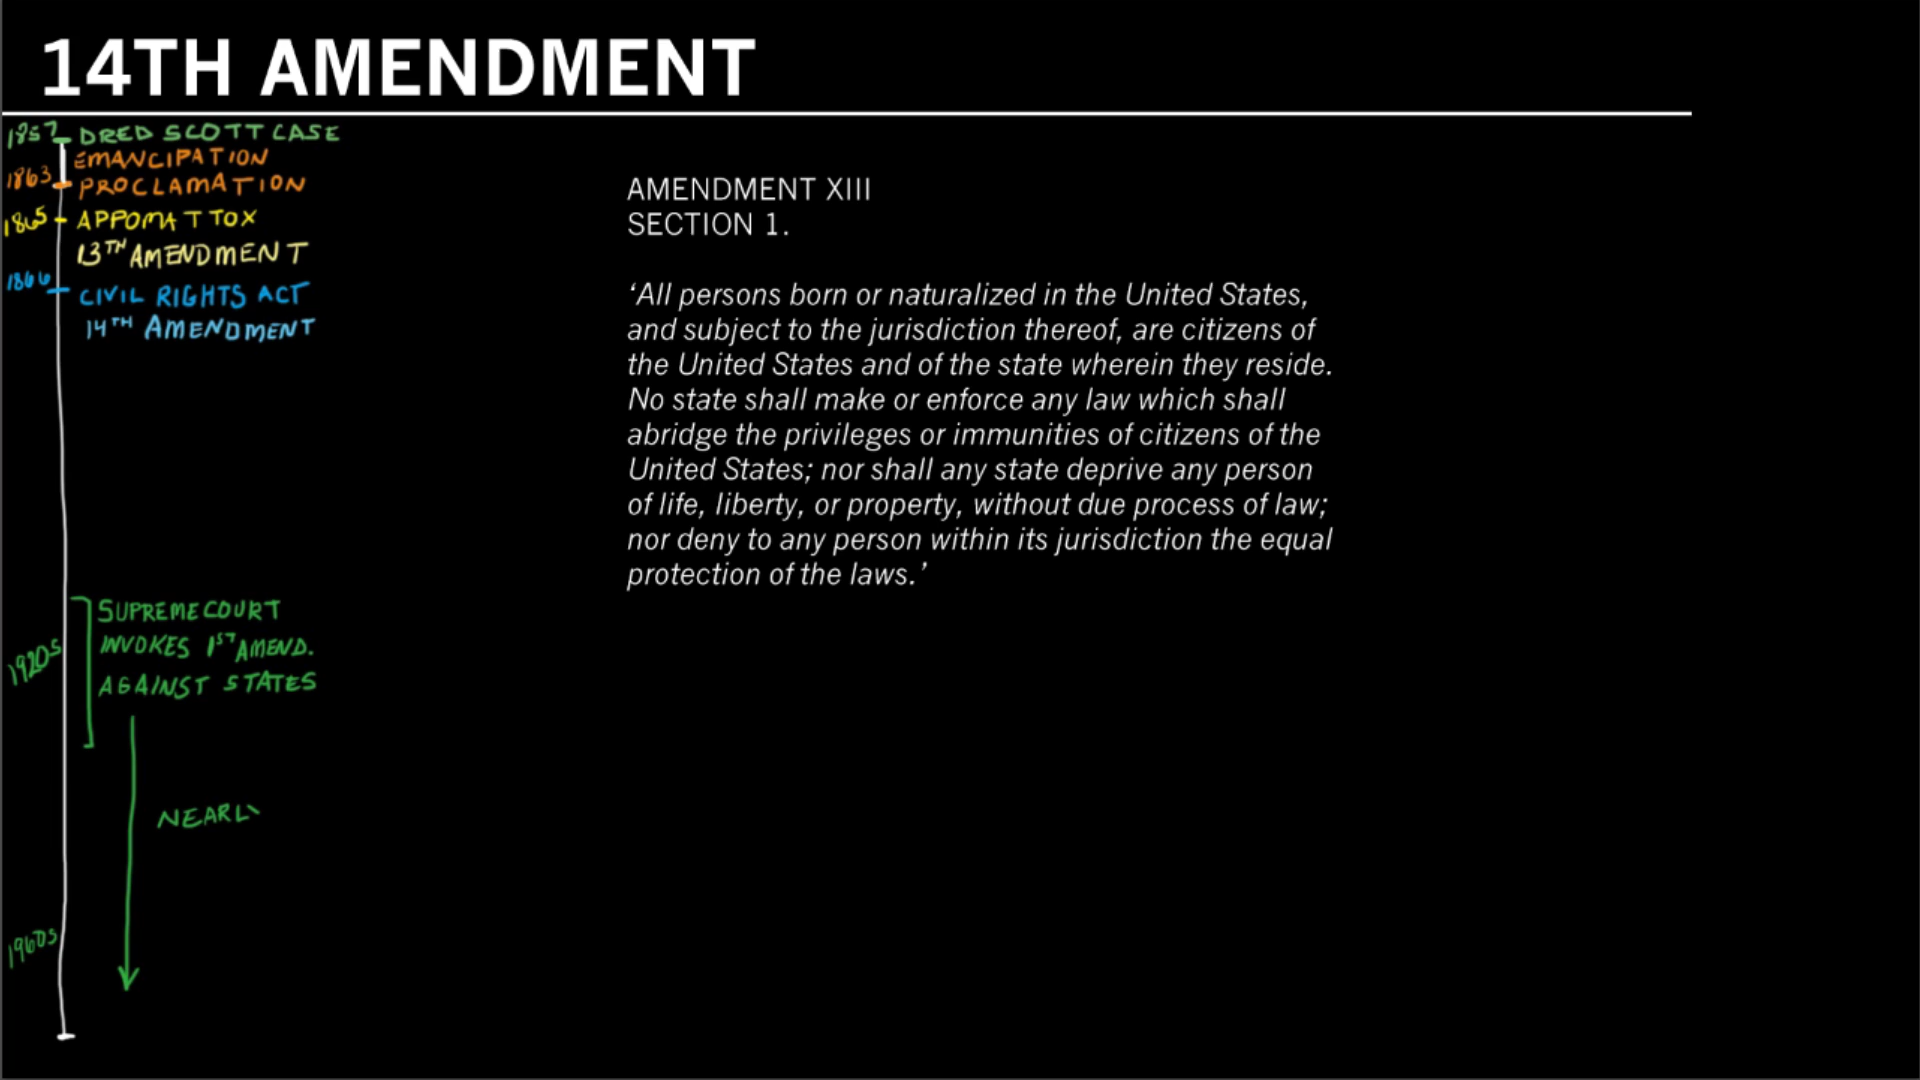 14TH AMENDMENT
1857 DRED SCOTT CASE
EMANCIPATION
1863 PROCLAMATION
1865 APPOMATTOX
13TH AMENDMENT
1866 CIVIL RIGHTS ACT
14TH AMENDMENT
1920s
SUPREME COURT
INVOKES 1ST AMEND.
AGAINST STATES
NEARLY
1960s
AMENDMENT XIII
SECTION 1.
‘All persons born or naturalized in the United States,
and subject to the jurisdiction thereof, are citizens of
the United States and of the state wherein they reside.
No state shall make or enforce any law which shall
abridge the privileges or immunities of citizens of the
United States; nor shall any state deprive any person
of life, liberty, or property, without due process of law;
nor deny to any person within its jurisdiction the equal
protection of the laws.’